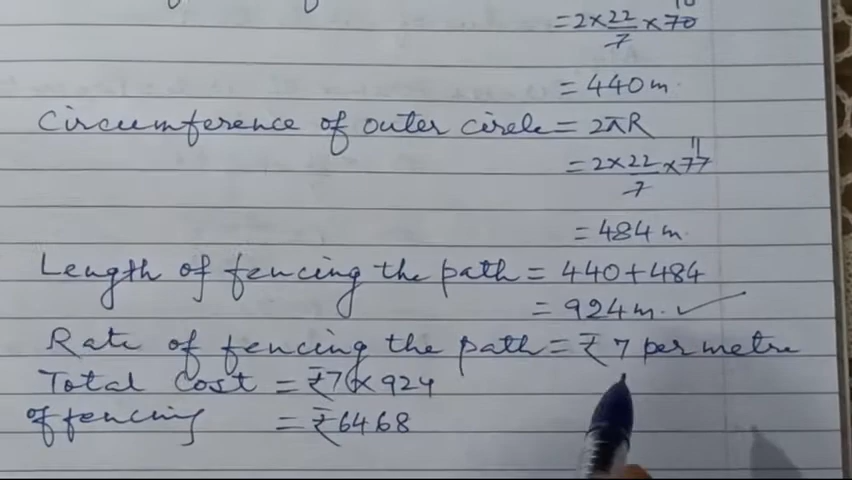 = 2×22/7 × 70 10
= 440 m.
Circumference of outer circle = 2πR
= 2×22/7 × 77 11
= 484 m.
Length of fencing the path = 440 + 484
= 924 m. ✓
Rate of fencing the path = ₹7 per metre
Total cost = ₹7 × 924
of fencing = ₹6468